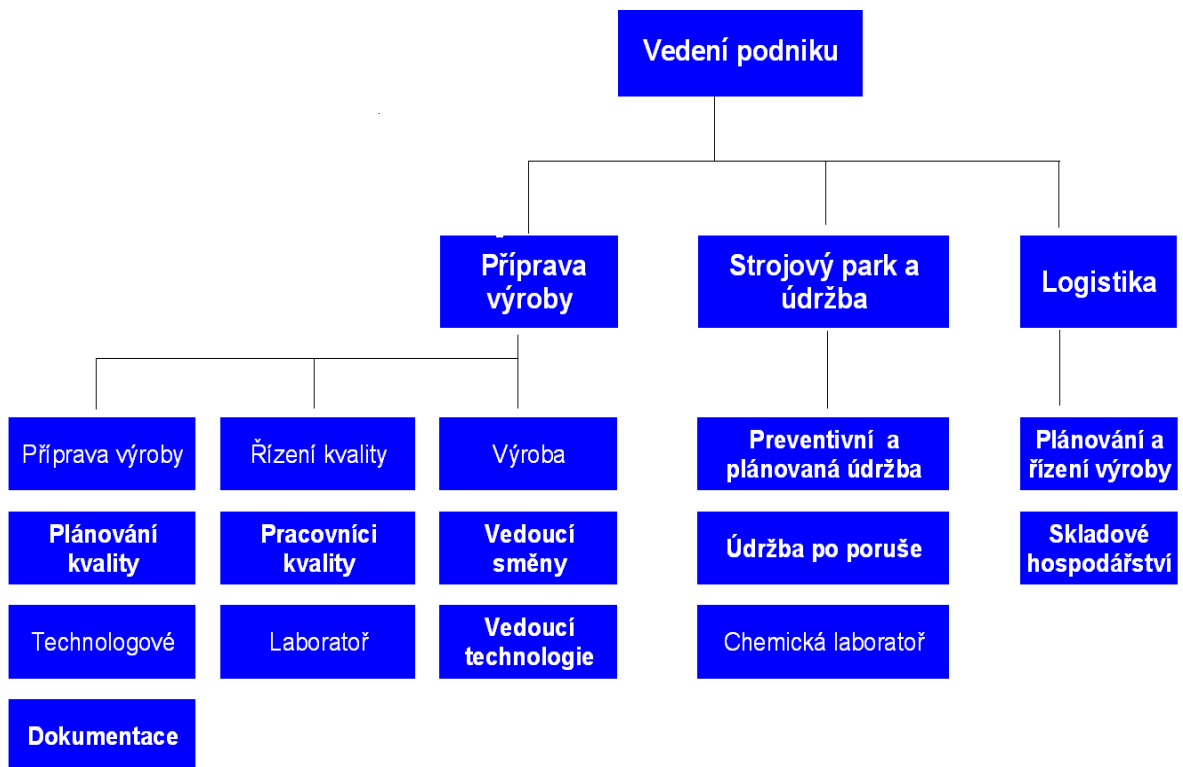 Vedení podniku
Příprava
výroby
Strojový park a
údržba
Logistika
Příprava výroby
Řízení kvality
Výroba
Preventivní a
plánovaná údržba
Plánování a
řízení výroby
Plánování
kvality
Pracovníci
kvality
Vedoucí
směny
Údržba po poruše
Skladové
hospodářství
Technologové
Laboratoř
Vedoucí
technologie
Chemická laboratoř
Dokumentace